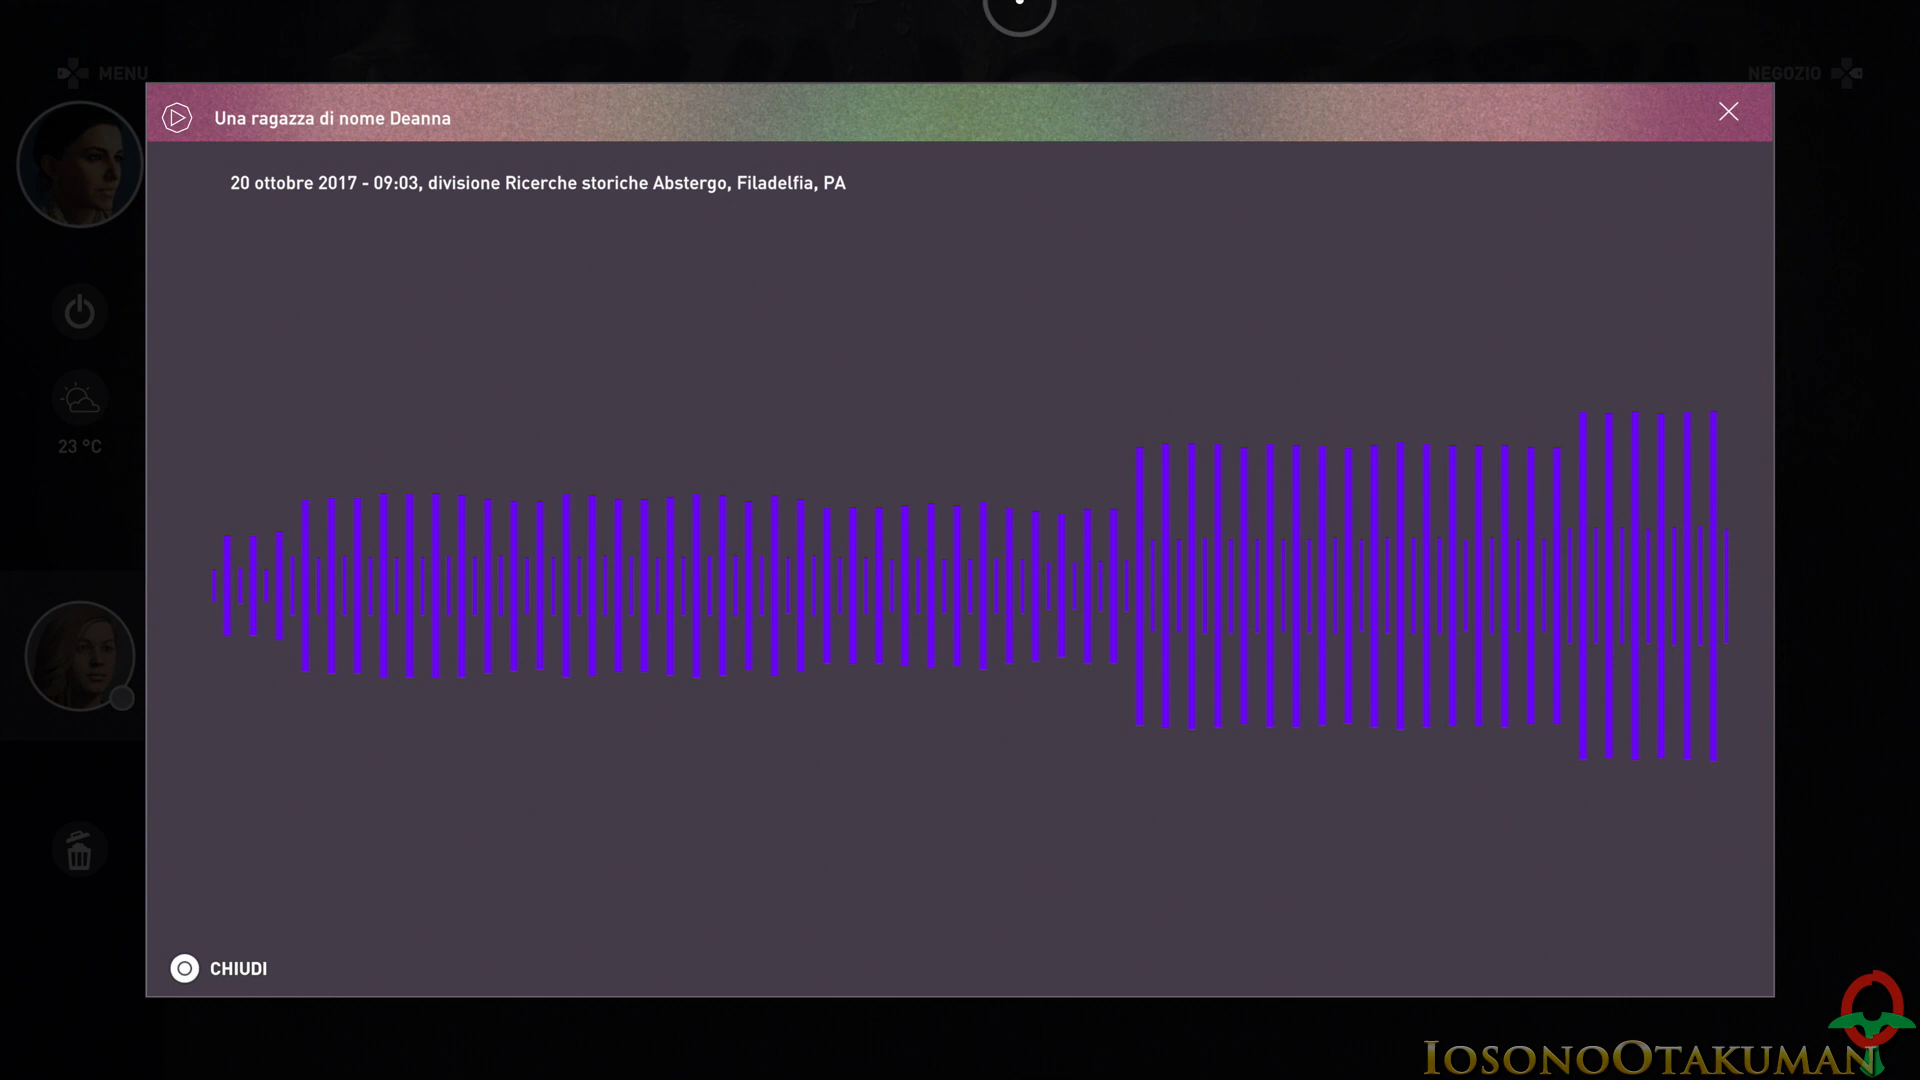 MENU
NEGOZIO
Una ragazza di nome Deanna
20 ottobre 2017 - 09:03, divisione Ricerche storiche Abstergo, Filadelfia, PA
23 °C
CHIUDI
IOSONOOTAKUMAN